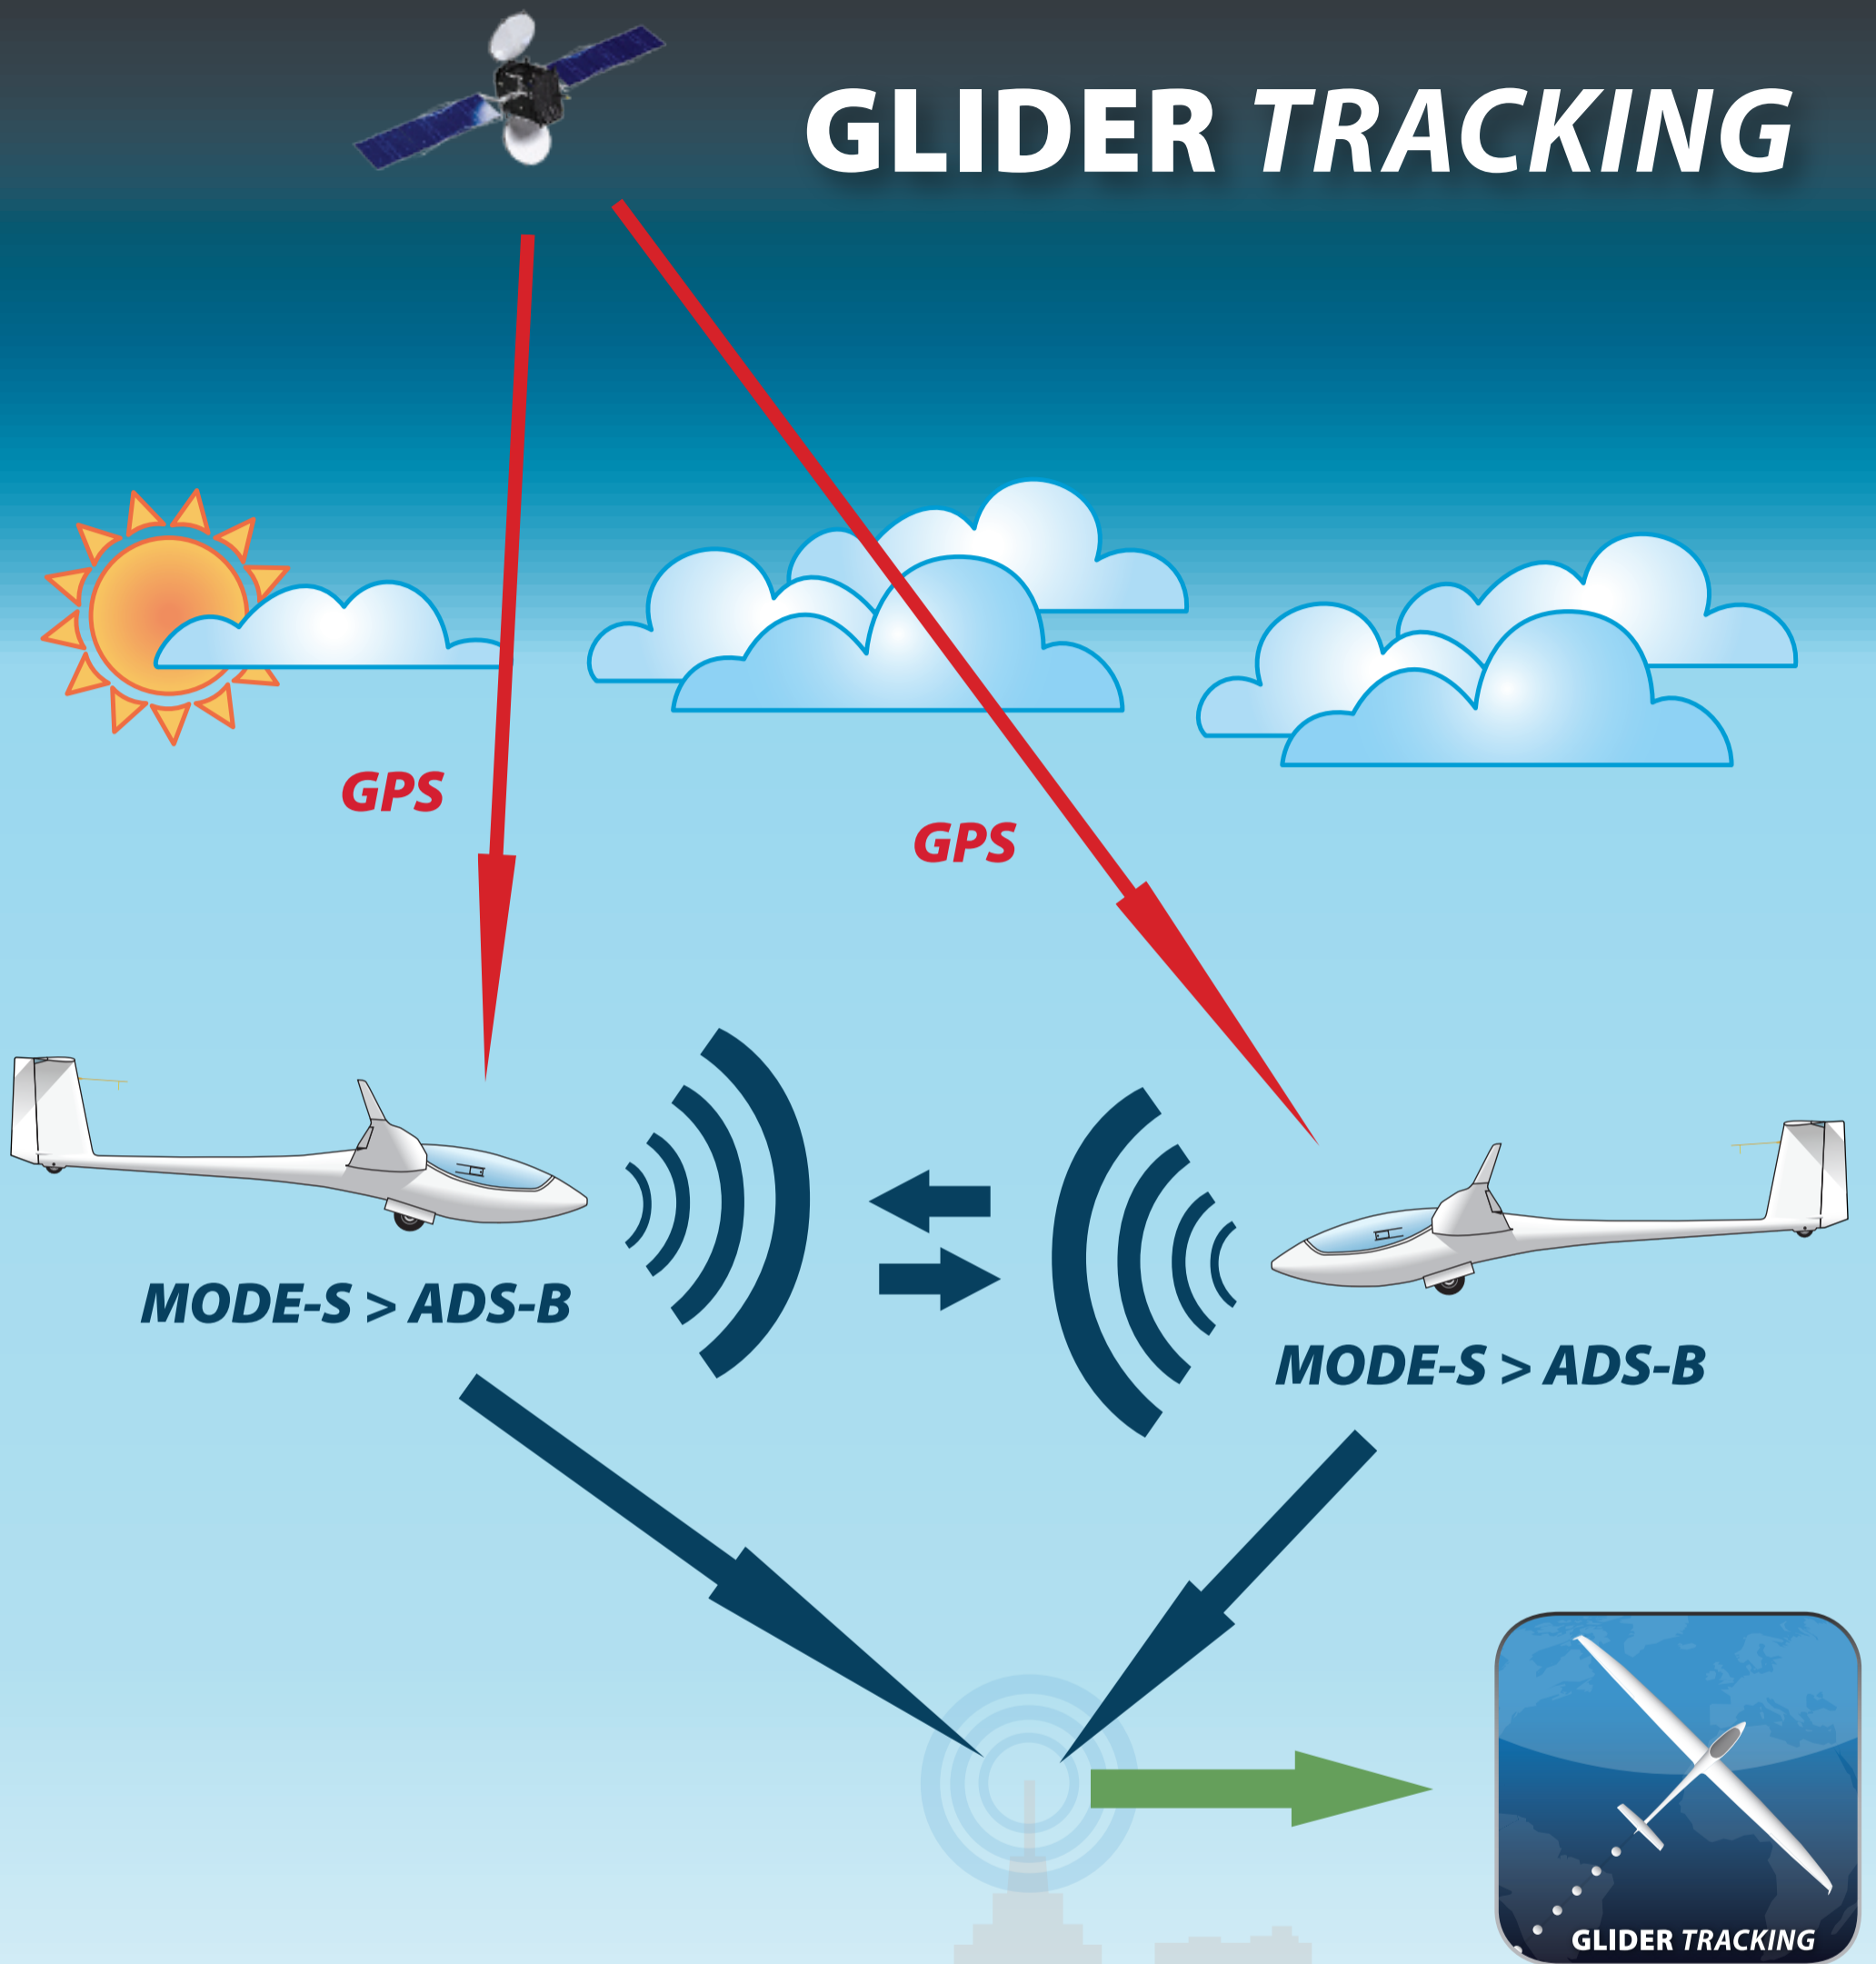 GLIDER TRACKING
GPS
GPS
MODE-S > ADS-B
MODE-S > ADS-B
GLIDER TRACKING